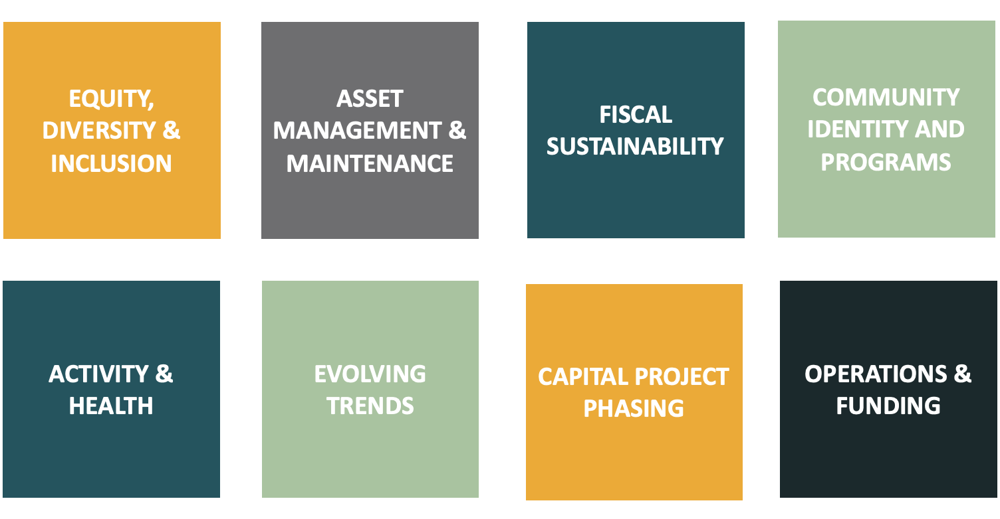 EQUITY,
DIVERSITY &
INCLUSION
ASSET
MANAGEMENT &
MAINTENANCE
FISCAL
SUSTAINABILITY
COMMUNITY
IDENTITY AND
PROGRAMS
ACTIVITY &
HEALTH
EVOLVING
TRENDS
CAPITAL PROJECT
PHASING
OPERATIONS &
FUNDING